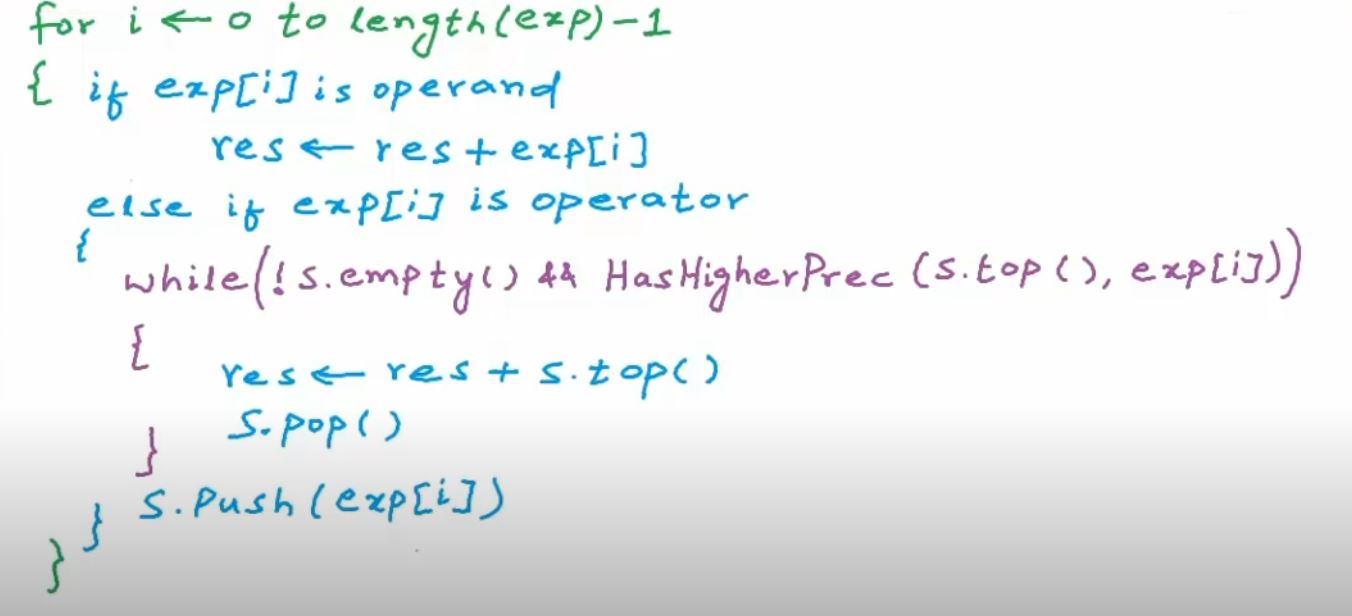 for i ← 0 to length(exp)-1
{ if exp[i] is operand
res ← res + exp[i]
else if exp[i] is operator
{
while(!s.empty() && HasHigherPrec(s.top(), exp[i]))
{
res ← res + s.top()
S.pop()
}
S.Push(exp[i])
}
}